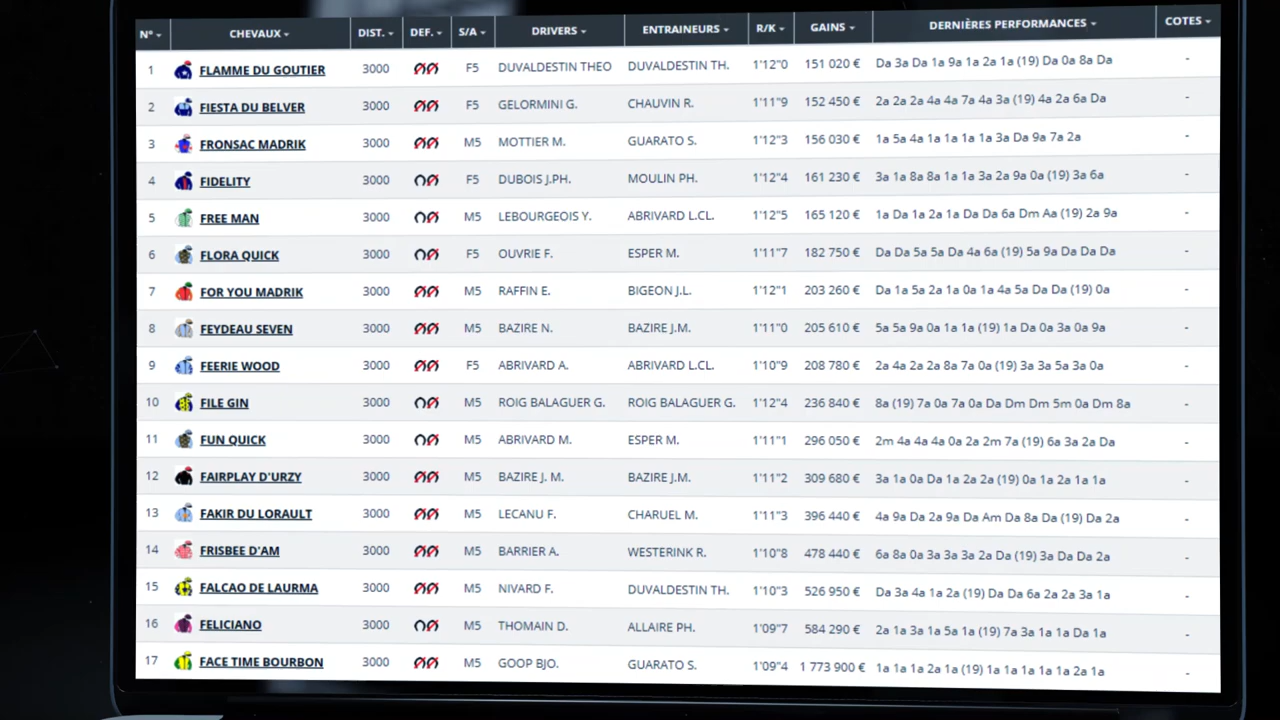 N° CHEVAUX DIST. DEF. S/A DRIVERS ENTRAINEURS R/K GAINS DERNIÈRES PERFORMANCES COTES
1 FLAMME DU GOUTIER 3000 F5 DUVALDESTIN THEO DUVALDESTIN TH. 1'12"0 151 020 € Da 3a Da 1a 9a 1a 2a 1a (19) Da 0a 8a Da -
2 FIESTA DU BELVER 3000 F5 GELORMINI G. CHAUVIN R. 1'11"9 152 450 € 2a 2a 2a 4a 4a 7a 4a 3a (19) 4a 2a 6a Da -
3 FRONSAC MADRIK 3000 M5 MOTTIER M. GUARATO S. 1'12"3 156 030 € 1a 5a 4a 1a 1a 1a 1a 3a Da 9a 7a 2a -
4 FIDELITY 3000 F5 DUBOIS J.PH. MOULIN PH. 1'12"4 161 230 € 3a 1a 8a 8a 1a 1a 3a 2a 9a 0a (19) 3a 6a -
5 FREE MAN 3000 M5 LEBOURGEOIS Y. ABRIVARD L.CL. 1'12"5 165 120 € 1a Da 1a 2a 1a Da Da 6a Dm Aa (19) 2a 9a -
6 FLORA QUICK 3000 F5 OUVRIE F. ESPER M. 1'11"7 182 750 € Da Da 5a 5a Da 4a 6a (19) 5a 9a Da Da Da -
7 FOR YOU MADRIK 3000 M5 RAFFIN E. BIGEON J.L. 1'12"1 203 260 € Da 1a 5a 2a 1a 0a 1a 4a 5a Da Da (19) 0a -
8 FEYDEAU SEVEN 3000 M5 BAZIRE N. BAZIRE J.M. 1'11"0 205 610 € 5a 5a 9a 0a 1a 1a (19) 1a Da 0a 3a 0a 9a -
9 FEERIE WOOD 3000 F5 ABRIVARD A. ABRIVARD L.CL. 1'10"9 208 780 € 2a 4a 2a 2a 8a 7a 0a (19) 3a 3a 5a 3a 0a -
10 FILE GIN 3000 M5 ROIG BALAGUER G. ROIG BALAGUER G. 1'12"4 236 840 € 8a (19) 7a 0a 7a 0a Da Dm Dm 5m 0a Dm 8a -
11 FUN QUICK 3000 M5 ABRIVARD M. ESPER M. 1'11"1 296 050 € 2m 4a 4a 4a 0a 2a 2m 7a (19) 6a 3a 2a Da -
12 FAIRPLAY D'URZY 3000 M5 BAZIRE J. M. BAZIRE J.M. 1'11"2 309 680 € 3a 1a 0a Da 1a 2a 2a (19) 0a 1a 2a 1a 1a -
13 FAKIR DU LORAULT 3000 M5 LECANU F. CHARUEL M. 1'11"3 396 440 € 4a 9a Da 2a 9a Da Am Da 8a Da (19) Da 2a -
14 FRISBEE D'AM 3000 M5 BARRIER A. WESTERINK R. 1'10"8 478 440 € 6a 8a 0a 3a 3a 3a 2a Da (19) 3a Da Da 2a -
15 FALCAO DE LAURMA 3000 M5 NIVARD F. DUVALDESTIN TH. 1'10"3 526 950 € Da 3a 4a 1a 2a (19) Da Da 6a 2a 2a 3a 1a -
16 FELICIANO 3000 M5 THOMAIN D. ALLAIRE PH. 1'09"7 584 290 € 2a 1a 3a 1a 5a 1a (19) 7a 3a 1a 1a Da 1a -
17 FACE TIME BOURBON 3000 M5 GOOP BJO. GUARATO S. 1'09"4 1 773 900 € 1a 1a 1a 2a 1a (19) 1a 1a 1a 1a 1a 2a 1a -